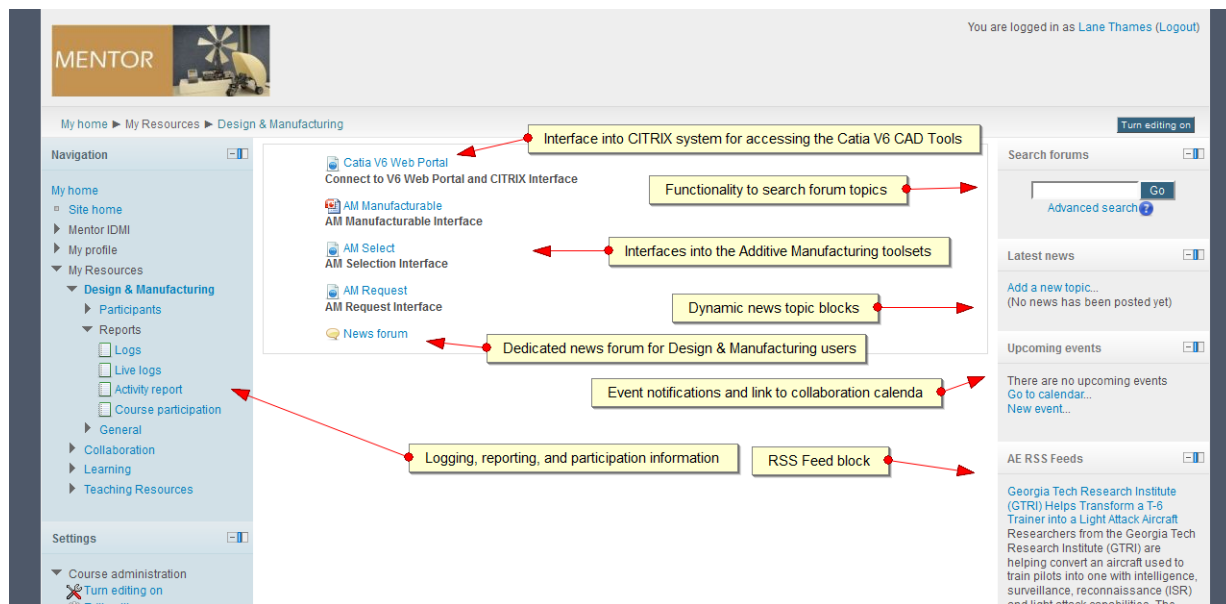 You are logged in as Lane Thames (Logout)
MENTOR
My home ► My Resources ► Design & Manufacturing
Turn editing on
Navigation
My home
Site home
Mentor IDMI
My profile
My Resources
Design & Manufacturing
Participants
Reports
Logs
Live logs
Activity report
Course participation
General
Collaboration
Learning
Teaching Resources
Settings
Course administration
Turn editing on
Catia V6 Web Portal
Connect to V6 Web Portal and CITRIX Interface
AM Manufacturable
AM Manufacturable Interface
AM Select
AM Selection Interface
AM Request
AM Request Interface
News forum
Interface into CITRIX system for accessing the Catia V6 CAD Tools
Functionality to search forum topics
Interfaces into the Additive Manufacturing toolsets
Dynamic news topic blocks
Dedicated news forum for Design & Manufacturing users
Event notifications and link to collaboration calenda
Logging, reporting, and participation information
RSS Feed block
Search forums
Go
Advanced search ?
Latest news
Add a new topic...
(No news has been posted yet)
Upcoming events
There are no upcoming events
Go to calendar...
New event...
AE RSS Feeds
Georgia Tech Research Institute
(GTRI) Helps Transform a T-6
Trainer into a Light Attack Aircraft
Researchers from the Georgia Tech
Research Institute (GTRI) are
helping convert an aircraft used to
train pilots into one with intelligence,
surveillance, reconnaissance (ISR)
and light attack capabilities. The